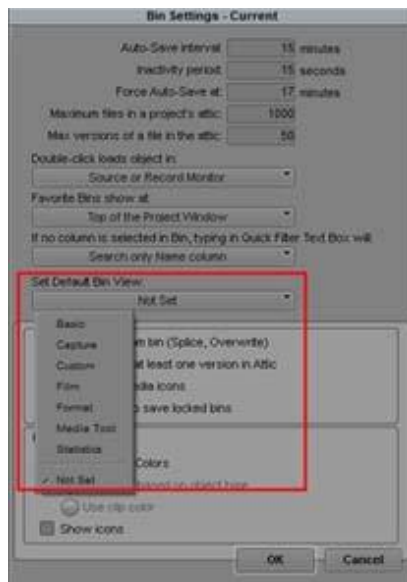 Bin Settings - Current
Auto-Save interval: 15 minutes
Inactivity period: 15 seconds
Force Auto-Save at: 17 minutes
Maximum files in a project's attic: 1000
Max versions of a file in the attic: 50
Double-click loads object in:
Source or Record Monitor
Favorite Bins show at
Top of the Project Window
If no column is selected in Bin, typing in Quick Filter Text Box will:
Search only Name column
Set Default Bin View:
Not Set
Basic
Capture
Custom
Film
Format
Media Tool
Statistics
✓ Not Set
m bin (Splice, Overwrite)
at least one version in Attic
dia icons
save locked bins
Colors
based on object type
Use clip color
Show icons
OK
Cancel